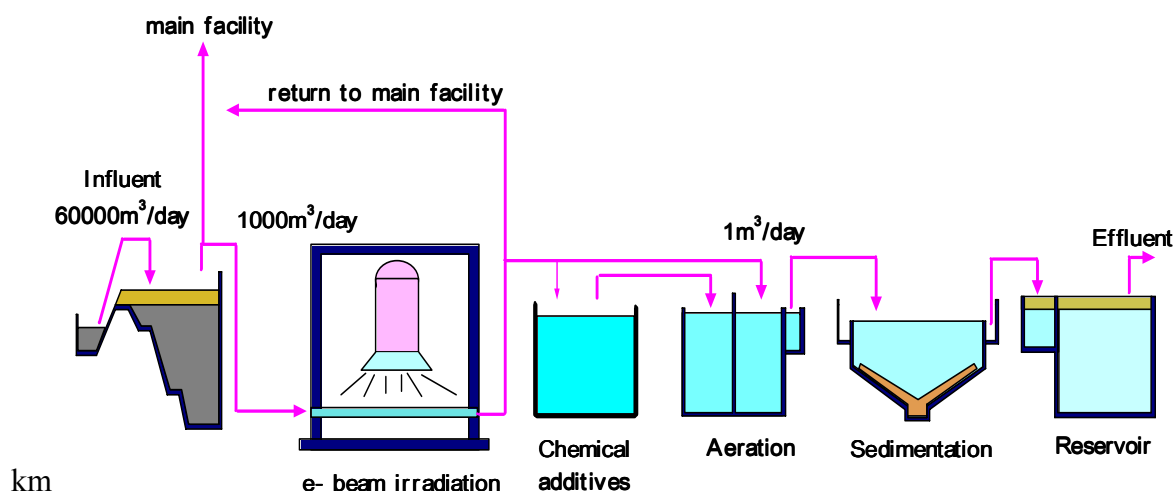 main facility
return to main facility
Influent
60000m³/day
1000m³/day
1m³/day
Effluent
Chemical
additives
Aeration
Sedimentation
Reservoir
km
e- beam irradiation